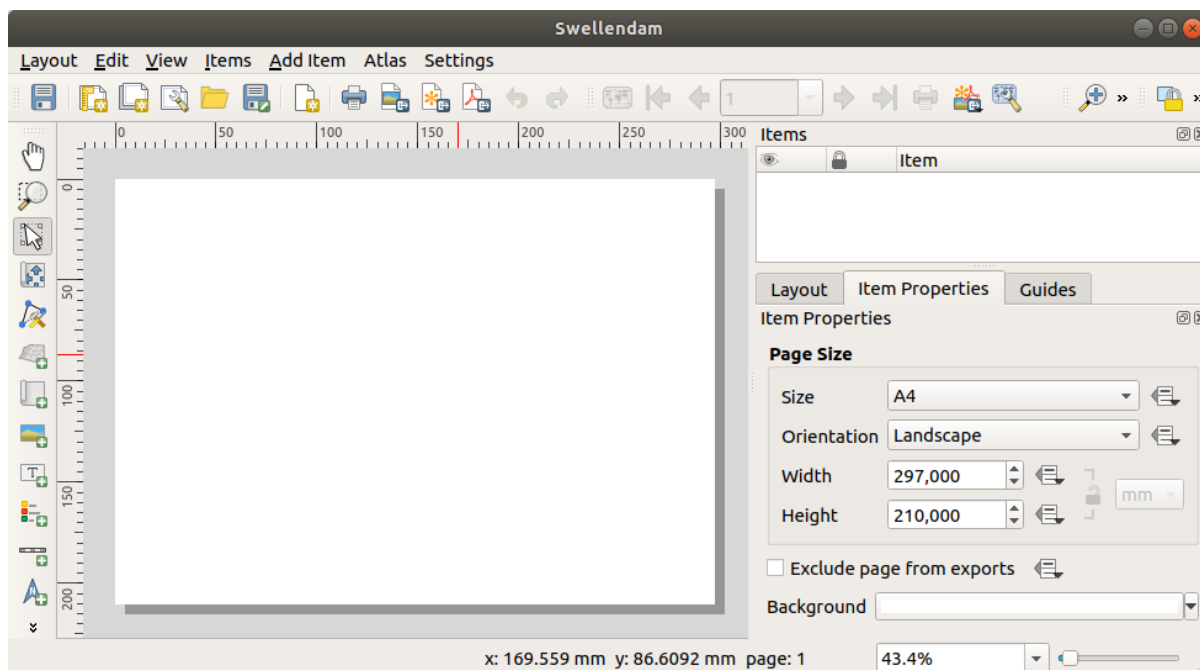 Swellendam
Layout Edit View Items Add Item Atlas Settings
1
»
»
0 50 100 150 200 250 300
0
50
100
150
200
Items
Item
Layout Item Properties Guides
Item Properties
Page Size
Size A4
Orientation Landscape
Width 297,000
mm
Height 210,000
Exclude page from exports
Background
x: 169.559 mm y: 86.6092 mm page: 1 43.4%